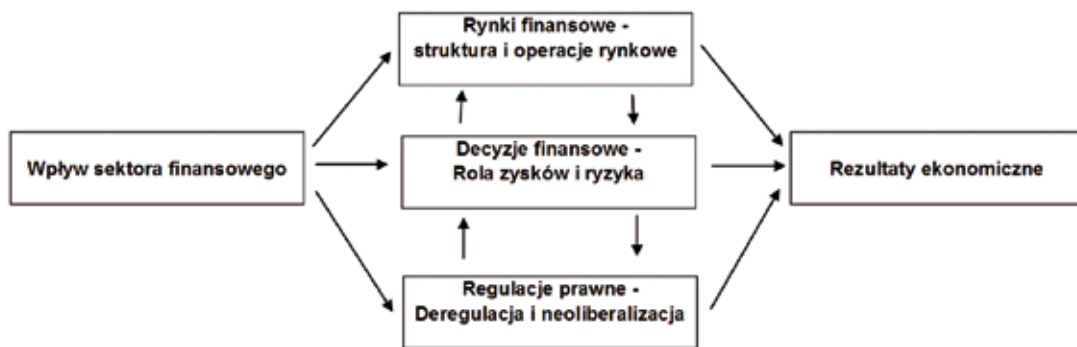 Rynki finansowe -
struktura i operacje rynkowe
Wpływ sektora finansowego
Decyzje finansowe -
Rola zysków i ryzyka
Rezultaty ekonomiczne
Regulacje prawne -
Deregulacja i neoliberalizacja